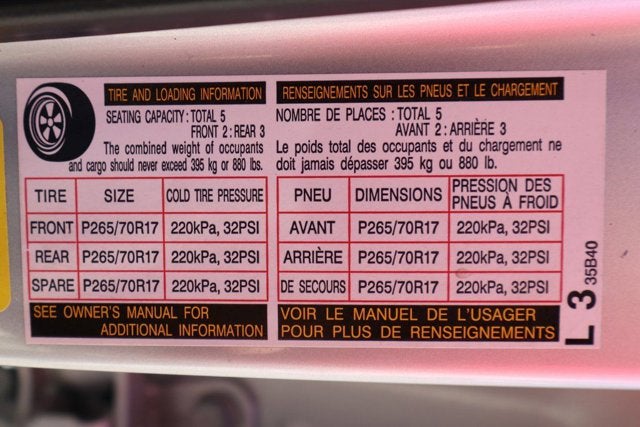 TIRE AND LOADING INFORMATION
SEATING CAPACITY: TOTAL 5
FRONT 2 : REAR 3
The combined weight of occupants
and cargo should never exceed 395 kg or 880 lbs.
TIRE SIZE COLD TIRE PRESSURE
FRONT P265/70R17 220kPa, 32PSI
REAR P265/70R17 220kPa, 32PSI
SPARE P265/70R17 220kPa, 32PSI
SEE OWNER'S MANUAL FOR
ADDITIONAL INFORMATION
RENSEIGNEMENTS SUR LES PNEUS ET LE CHARGEMENT
NOMBRE DE PLACES : TOTAL 5
AVANT 2 : ARRIÈRE 3
Le poids total des occupants et du chargement ne
doit jamais dépasser 395 kg ou 880 lb.
PNEU DIMENSIONS PRESSION DES
PNEUS À FROID
AVANT P265/70R17 220kPa, 32PSI
ARRIÈRE P265/70R17 220kPa, 32PSI
DE SECOURS P265/70R17 220kPa, 32PSI
VOIR LE MANUEL DE L'USAGER
POUR PLUS DE RENSEIGNEMENTS
L 3
35B40